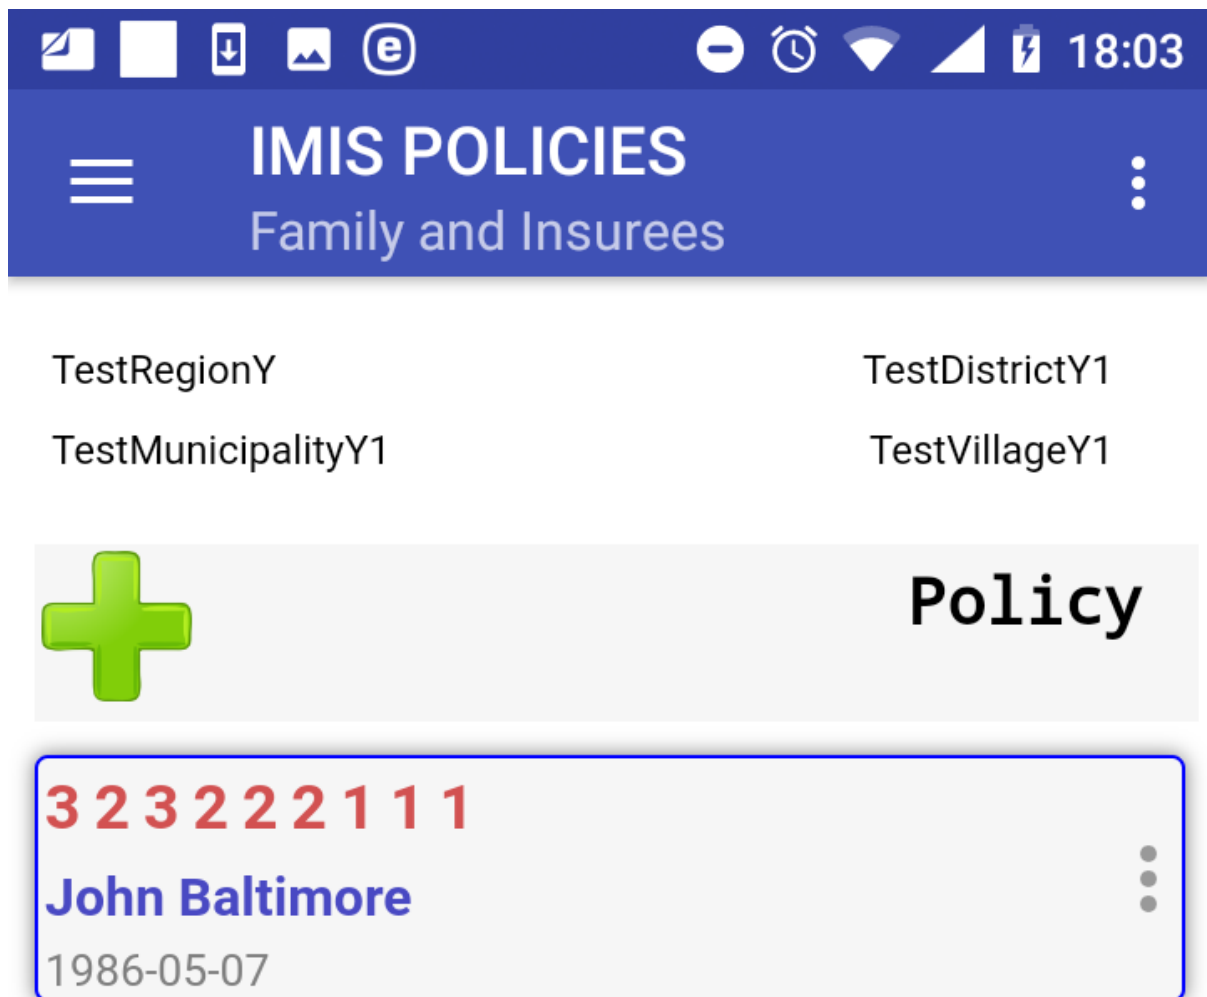 18:03
IMIS POLICIES
Family and Insurees
TestRegionY TestDistrictY1
TestMunicipalityY1 TestVillageY1
Policy
3 2 3 2 2 2 1 1 1
John Baltimore
1986-05-07